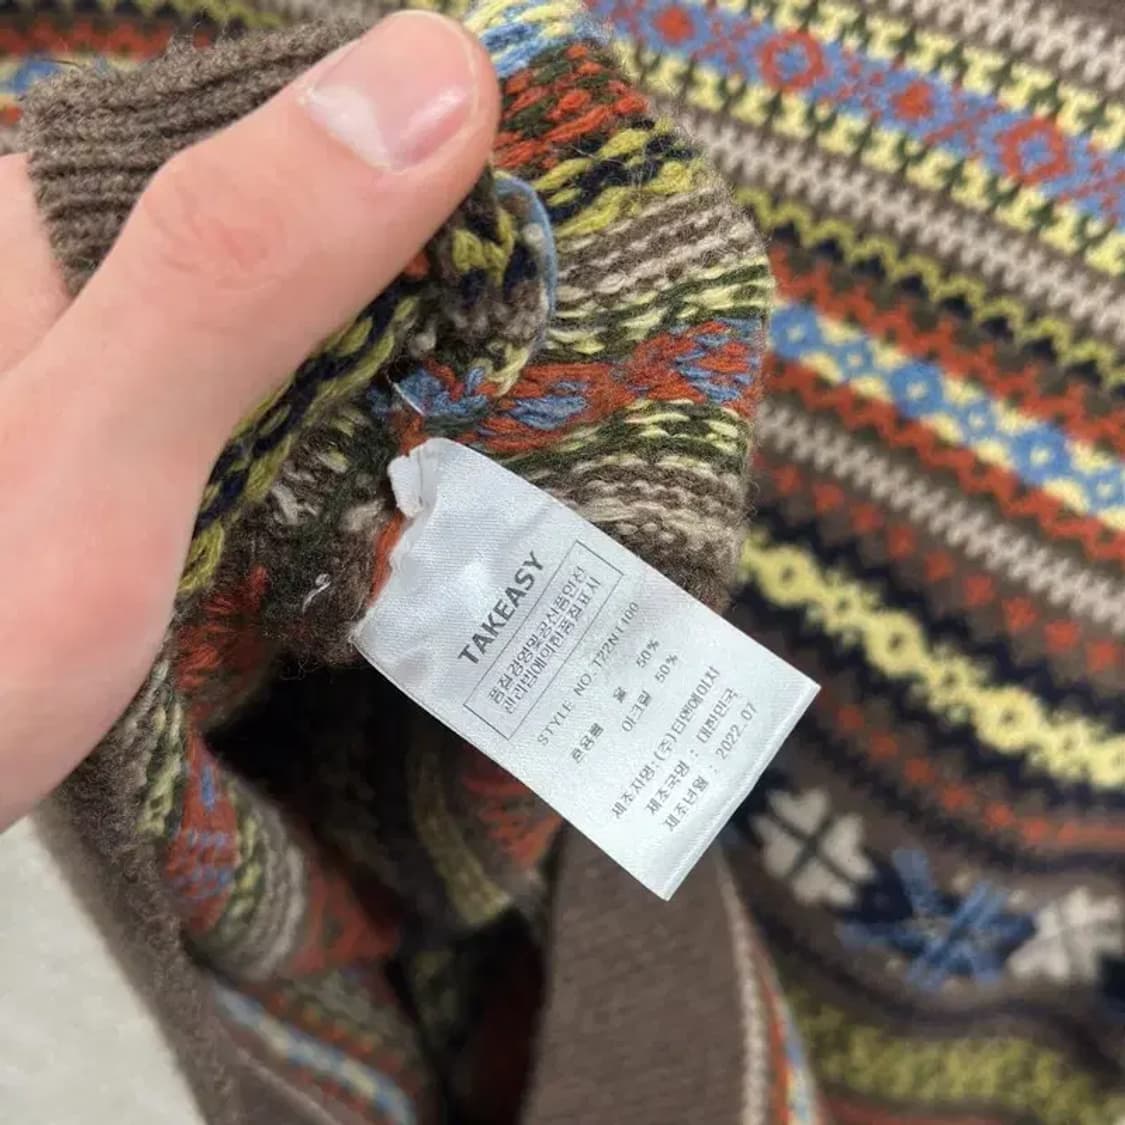 TAKEASY
품질경영및공산품안전
관리법에의한품질표시
STYLE NO.T22NT100
혼용률 울 50%
아크릴 50%
제조자명:(주)티앤에이치
제조국명 : 대한민국
제조년월 : 2022.07